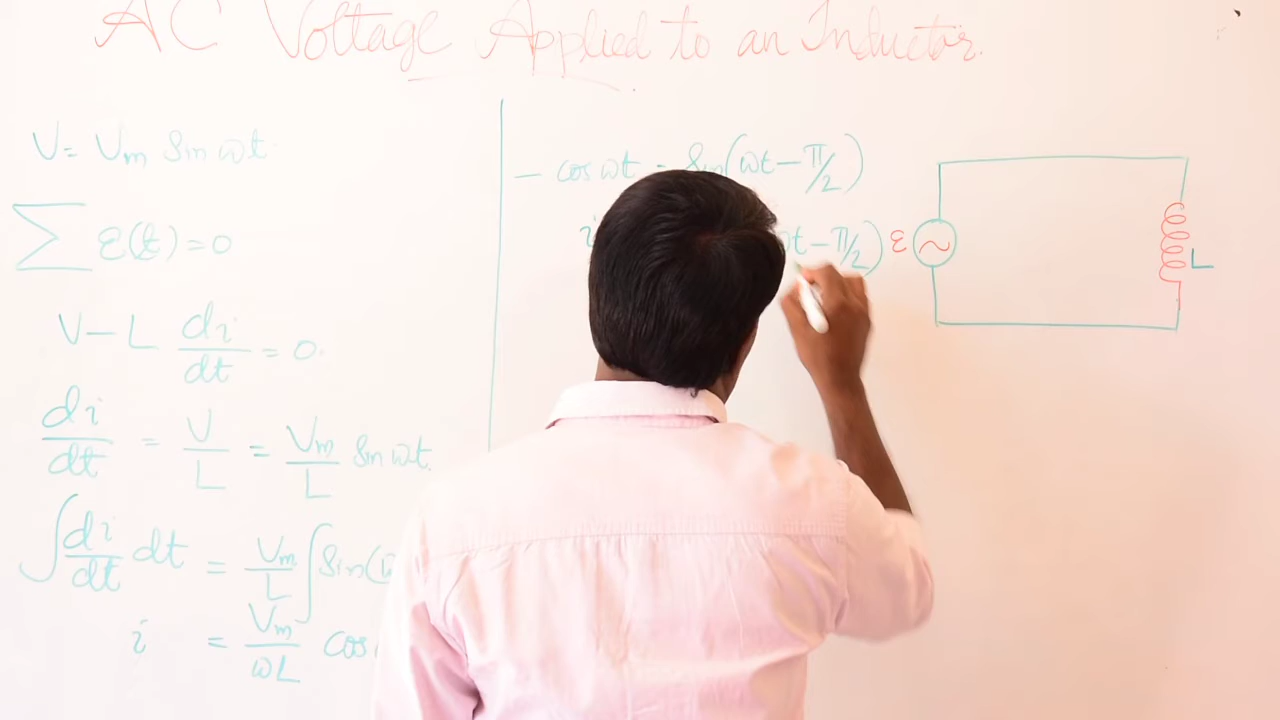 AC Voltage Applied to an Inductor.
V = Vm Sin ωt
∑ ε(t) = 0
V - L di/dt = 0
di/dt = V/L = Vm/L Sin ωt
∫ di/dt dt = Vm/L ∫ Sin(
i = Vm/ωL cos
- cos ωt = Sin(ωt - π/2)
i ωt - π/2)
ε
L